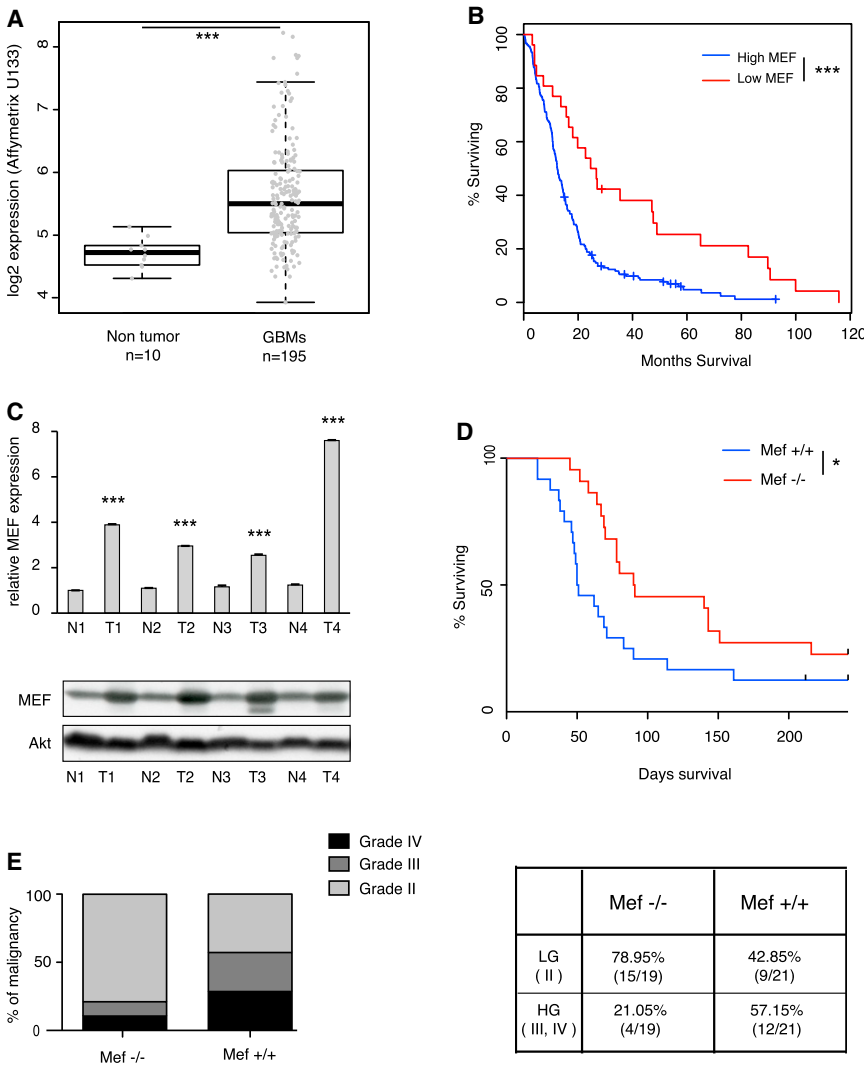 A
***
log2 expression (Affymetrix U133)
8
7
6
5
4
Non tumor
n=10
GBMs
n=195
B
% Surviving
100
80
60
40
20
0
High MEF
Low MEF
***
0 20 40 60 80 100 120
Months Survival
C
relative MEF expression
8
6
4
2
0
***
***
***
***
N1 T1 N2 T2 N3 T3 N4 T4
MEF
Akt
N1 T1 N2 T2 N3 T3 N4 T4
D
% Surviving
100
50
0
Mef +/+
Mef -/-
*
0 50 100 150 200
Days survival
E
Grade IV
Grade III
Grade II
% of malignancy
100
50
0
Mef -/- Mef +/+
Mef -/- Mef +/+
LG
( II )
78.95%
(15/19)
42.85%
(9/21)
HG
( III, IV )
21.05%
(4/19)
57.15%
(12/21)